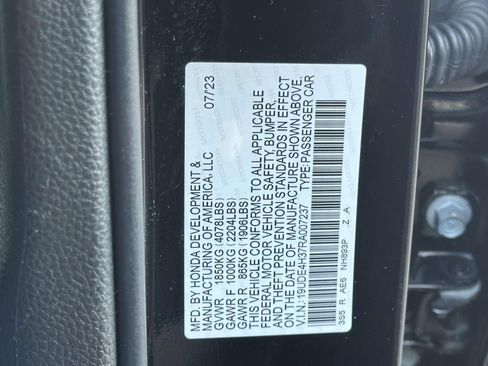 MFD. BY HONDA DEVELOPMENT &
MANUFACTURING OF AMERICA, LLC 07/23
GVWR 1850KG (4078LBS)
GAWR F 1000KG (2204LBS)
GAWR R 865KG (1906LBS)
THIS VEHICLE CONFORMS TO ALL APPLICABLE
FEDERAL MOTOR VEHICLE SAFETY, BUMPER,
AND THEFT PREVENTION STANDARDS IN EFFECT
ON THE DATE OF MANUFACTURE SHOWN ABOVE.
V.I.N.:19UDE4H37RA007237 TYPE:PASSENGER CAR
3S5 R AE6 NH893P Z A